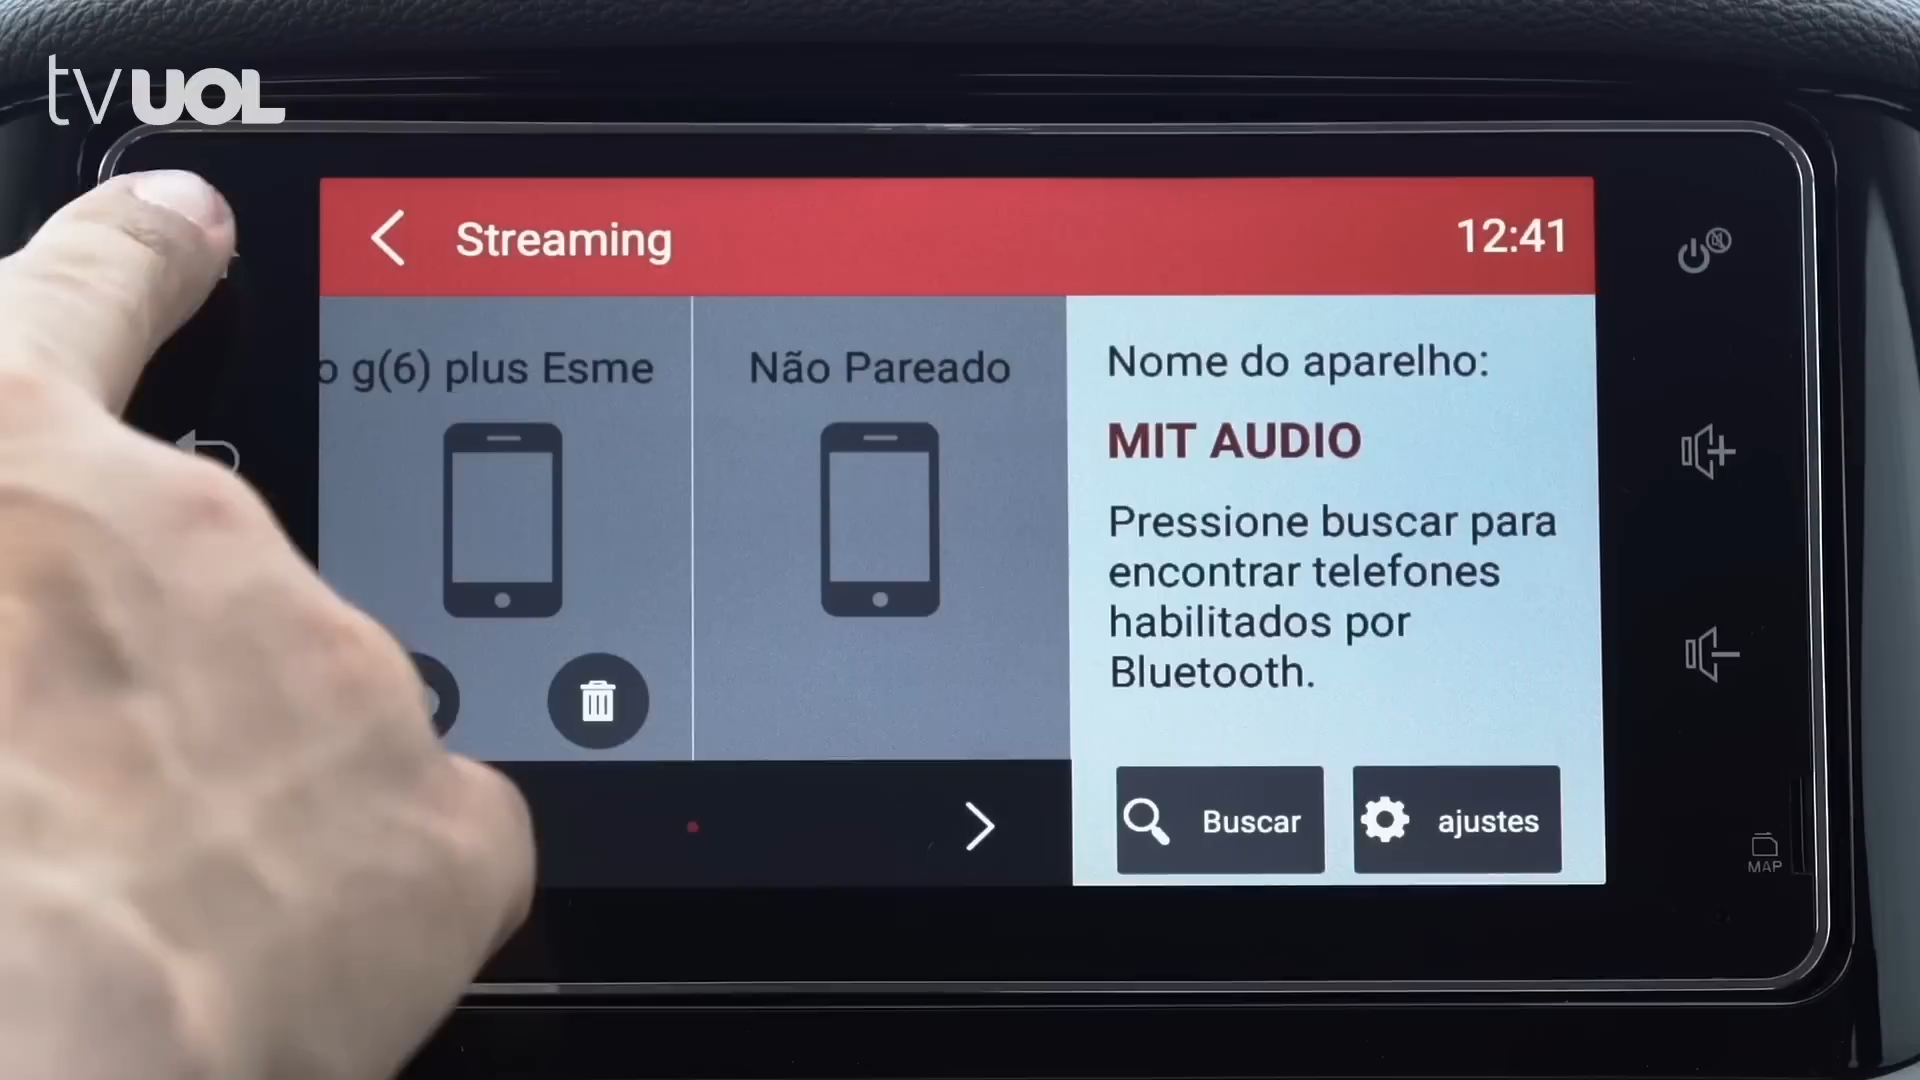 tvUOL
Streaming
12:41
o g(6) plus Esme
Não Pareado
Nome do aparelho:
MIT AUDIO
Pressione buscar para
encontrar telefones
habilitados por
Bluetooth.
Buscar
ajustes
MAP